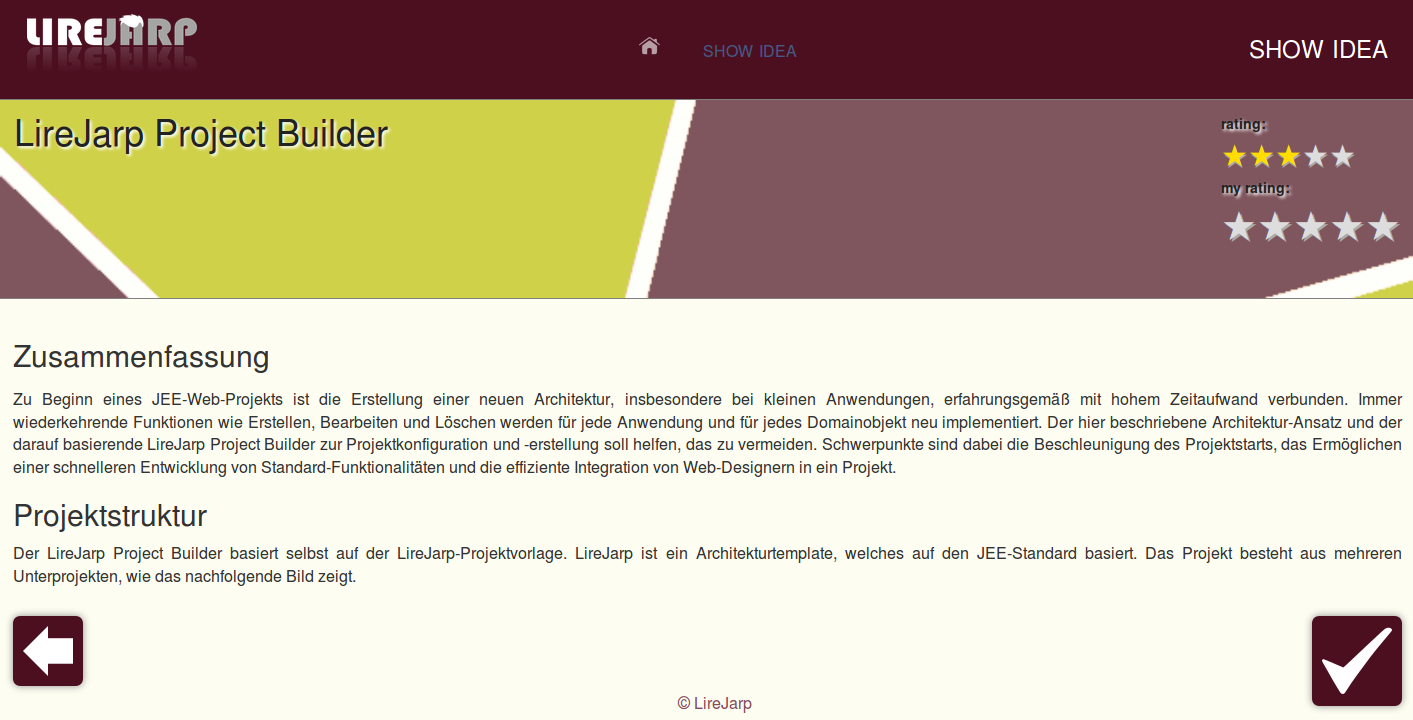 LIREJARP
SHOW IDEA
SHOW IDEA
LireJarp Project Builder
rating:
my rating:
Zusammenfassung
Zu Beginn eines JEE-Web-Projekts ist die Erstellung einer neuen Architektur, insbesondere bei kleinen Anwendungen, erfahrungsgemäß mit hohem Zeitaufwand verbunden. Immer
wiederkehrende Funktionen wie Erstellen, Bearbeiten und Löschen werden für jede Anwendung und für jedes Domainobjekt neu implementiert. Der hier beschriebene Architektur-Ansatz und der
darauf basierende LireJarp Project Builder zur Projektkonfiguration und -erstellung soll helfen, das zu vermeiden. Schwerpunkte sind dabei die Beschleunigung des Projektstarts, das Ermöglichen
einer schnelleren Entwicklung von Standard-Funktionalitäten und die effiziente Integration von Web-Designern in ein Projekt.
Projektstruktur
Der LireJarp Project Builder basiert selbst auf der LireJarp-Projektvorlage. LireJarp ist ein Architekturtemplate, welches auf den JEE-Standard basiert. Das Projekt besteht aus mehreren
Unterprojekten, wie das nachfolgende Bild zeigt.
© LireJarp